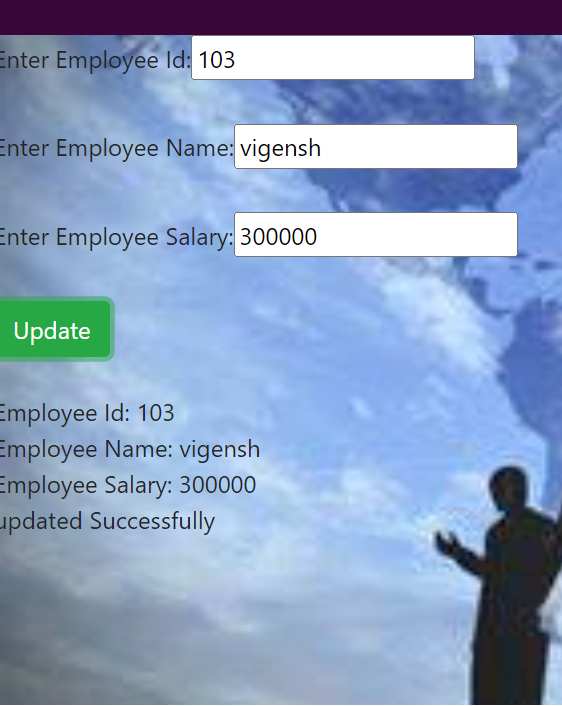 Enter Employee Id: 103
Enter Employee Name: vigensh
Enter Employee Salary: 300000
Update
Employee Id: 103
Employee Name: vigensh
Employee Salary: 300000
updated Successfully